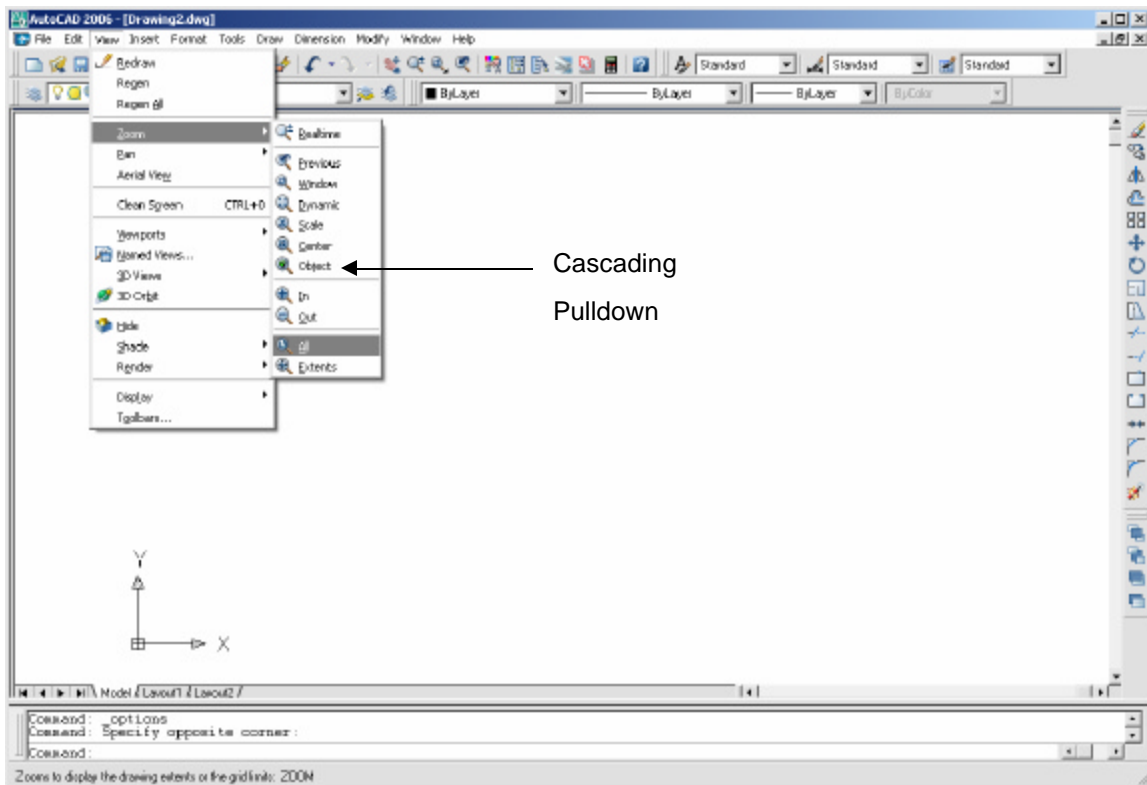 AutoCAD 2006 - [Drawing2.dwg]
File Edit View Insert Format Tools Draw Dimension Modify Window Help
Standard Standard Standard
ByLayer ByLayer ByLayer ByColor
Redraw
Regen
Regen All
Zoom
Pan
Aerial View
Clean Screen CTRL+0
Viewports
Named Views...
3D Views
3D Orbit
Hide
Shade
Render
Display
Toolbars...
Realtime
Previous
Window
Dynamic
Scale
Center
Object
In
Out
All
Extents
Cascading
Pulldown
Y
X
Model Layout1 Layout2
Command: _options
Command: Specify opposite corner:
Command:
Zooms to display the drawing extents or the grid limits: ZOOM